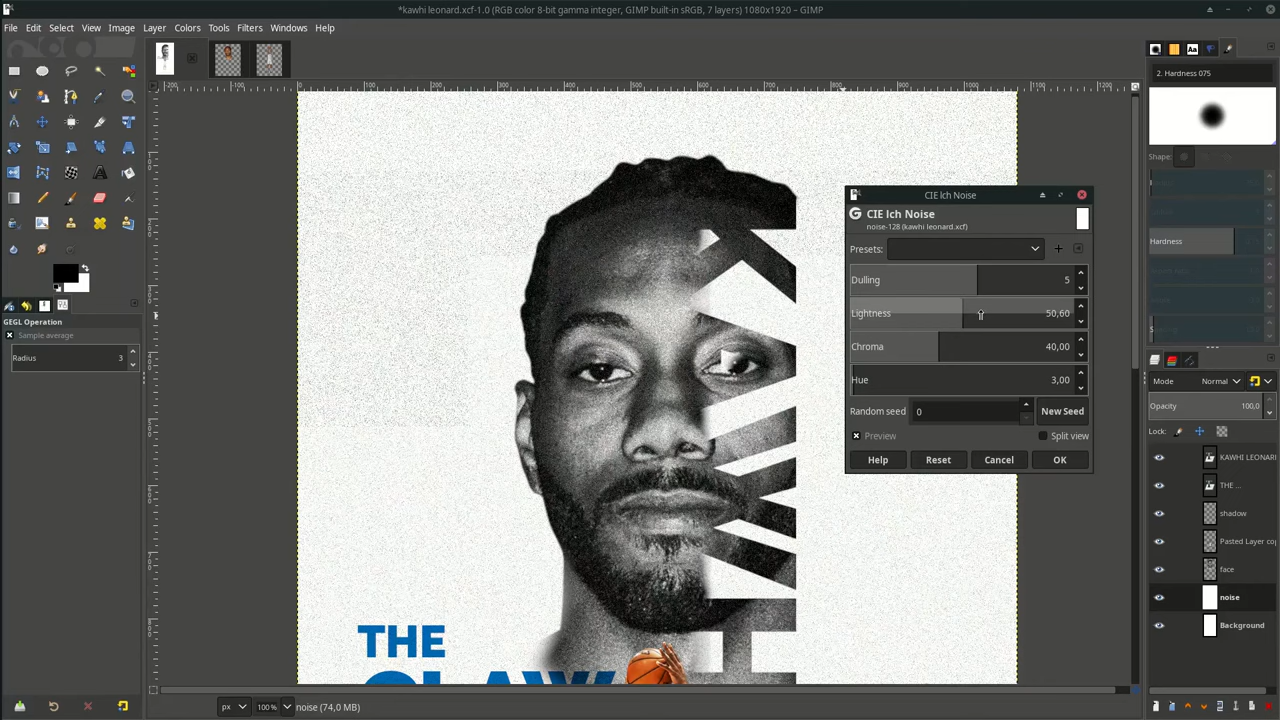 *kawhi leonard.xcf-1.0 (RGB color 8-bit gamma integer, GIMP built-in sRGB, 7 layers) 1080x1920 – GIMP
File Edit Select View Image Layer Colors Tools Filters Windows Help
2. Hardness 075
Shape:
Hardness
GEGL Operation
Sample average
Radius 3
CIE lch Noise
CIE lch Noise
noise-128 (kawhi leonard.xcf)
Presets:
Dulling 5
Lightness 50,60
Chroma 40,00
Hue 3,00
Random seed 0 New Seed
Preview Split view
Help Reset Cancel OK
Mode Normal
Opacity 100,0
Lock:
KAWHI LEONARD
THE ...
shadow
Pasted Layer cop
face
noise
Background
THE
CLAW
px 100 % noise (74,0 MB)